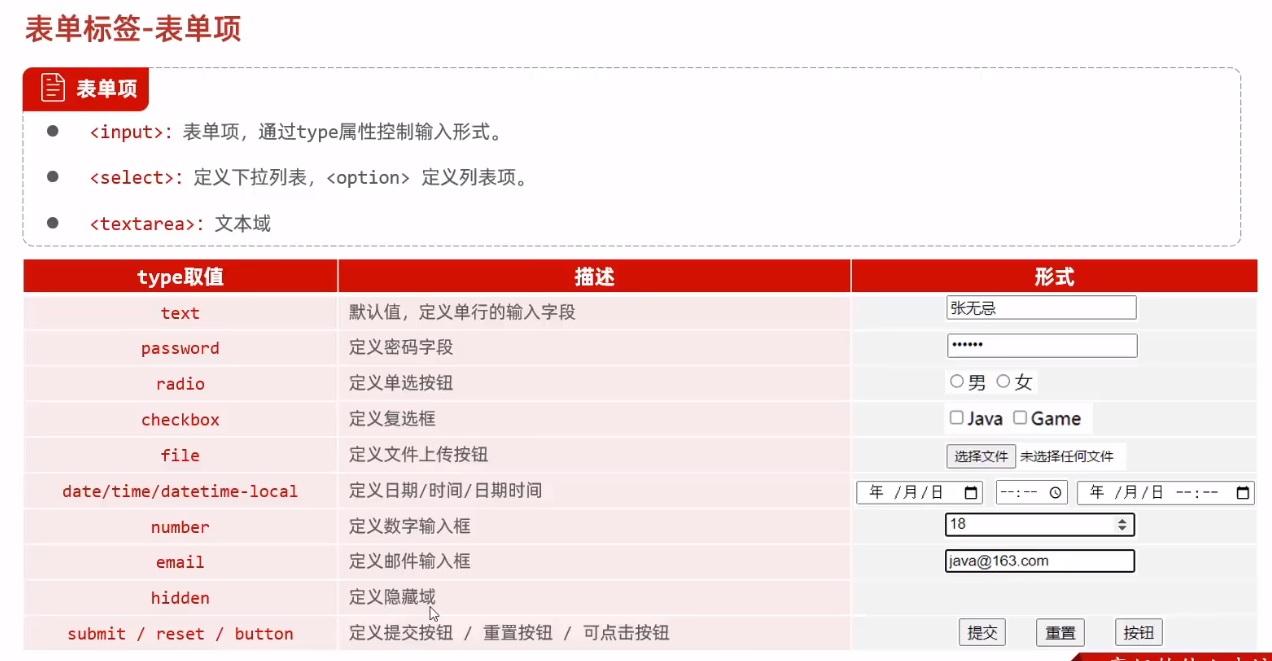 表单标签-表单项
表单项
<input>: 表单项，通过type属性控制输入形式。
<select>: 定义下拉列表，<option> 定义列表项。
<textarea>: 文本域
type取值 描述 形式
text 默认值，定义单行的输入字段 张无忌
password 定义密码字段 ••••••
radio 定义单选按钮 男 女
checkbox 定义复选框 Java Game
file 定义文件上传按钮 选择文件 未选择任何文件
date/time/datetime-local 定义日期/时间/日期时间 年 /月/日 --:-- 年 /月/日 --:--
number 定义数字输入框 18
email 定义邮件输入框 java@163.com
hidden 定义隐藏域
submit / reset / button 定义提交按钮 / 重置按钮 / 可点击按钮 提交 重置 按钮